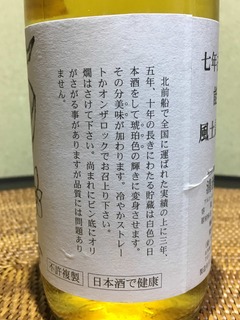 北前船で全国に運ばれた実績の上に三年、
五年、十年の長きにわたる貯蔵は白色の日
本酒をして琥珀色の輝きに変身させます。
その分美味が加わります。冷やかストレー
トかオンザロックでお召上り下さい。お
燗はさけて下さい。尚まれにビン底にオリ
がさがる事がありますが品質には問題あり
ません。
不許複製
日本酒で健康
七年
風土